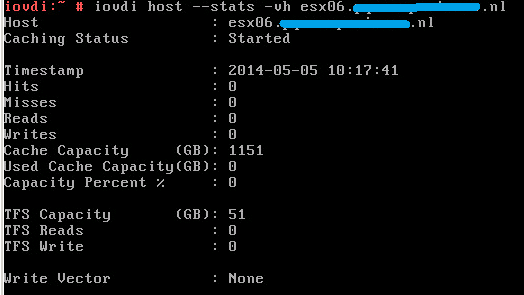 iovdi:~ # iovdi host --stats -vh esx06. .nl
Host : esx06. .nl
Caching Status : Started
Timestamp : 2014-05-05 10:17:41
Hits : 0
Misses : 0
Reads : 0
Writes : 0
Cache Capacity (GB): 1151
Used Cache Capacity(GB): 0
Capacity Percent % : 0
TFS Capacity (GB): 51
TFS Reads : 0
TFS Write : 0
Write Vector : None